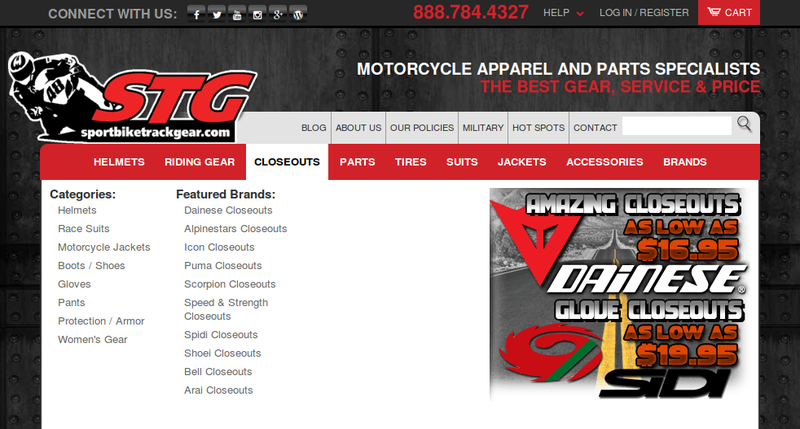 CONNECT WITH US:
888.784.4327
HELP
LOG IN / REGISTER
CART
STG
sportbiketrackgear.com
MOTORCYCLE APPAREL AND PARTS SPECIALISTS
THE BEST GEAR, SERVICE & PRICE
BLOG
ABOUT US
OUR POLICIES
MILITARY
HOT SPOTS
CONTACT
HELMETS
RIDING GEAR
CLOSEOUTS
PARTS
TIRES
SUITS
JACKETS
ACCESSORIES
BRANDS
Categories:
Helmets
Race Suits
Motorcycle Jackets
Boots / Shoes
Gloves
Pants
Protection / Armor
Women's Gear
Featured Brands:
Dainese Closeouts
Alpinestars Closeouts
Icon Closeouts
Puma Closeouts
Scorpion Closeouts
Speed & Strength
Closeouts
Spidi Closeouts
Shoei Closeouts
Bell Closeouts
Arai Closeouts
AMAZING CLOSEOUTS
AS LOW AS
$16.95
DAINESE®
GLOVE CLOSEOUTS
AS LOW AS
$19.95
SIDI